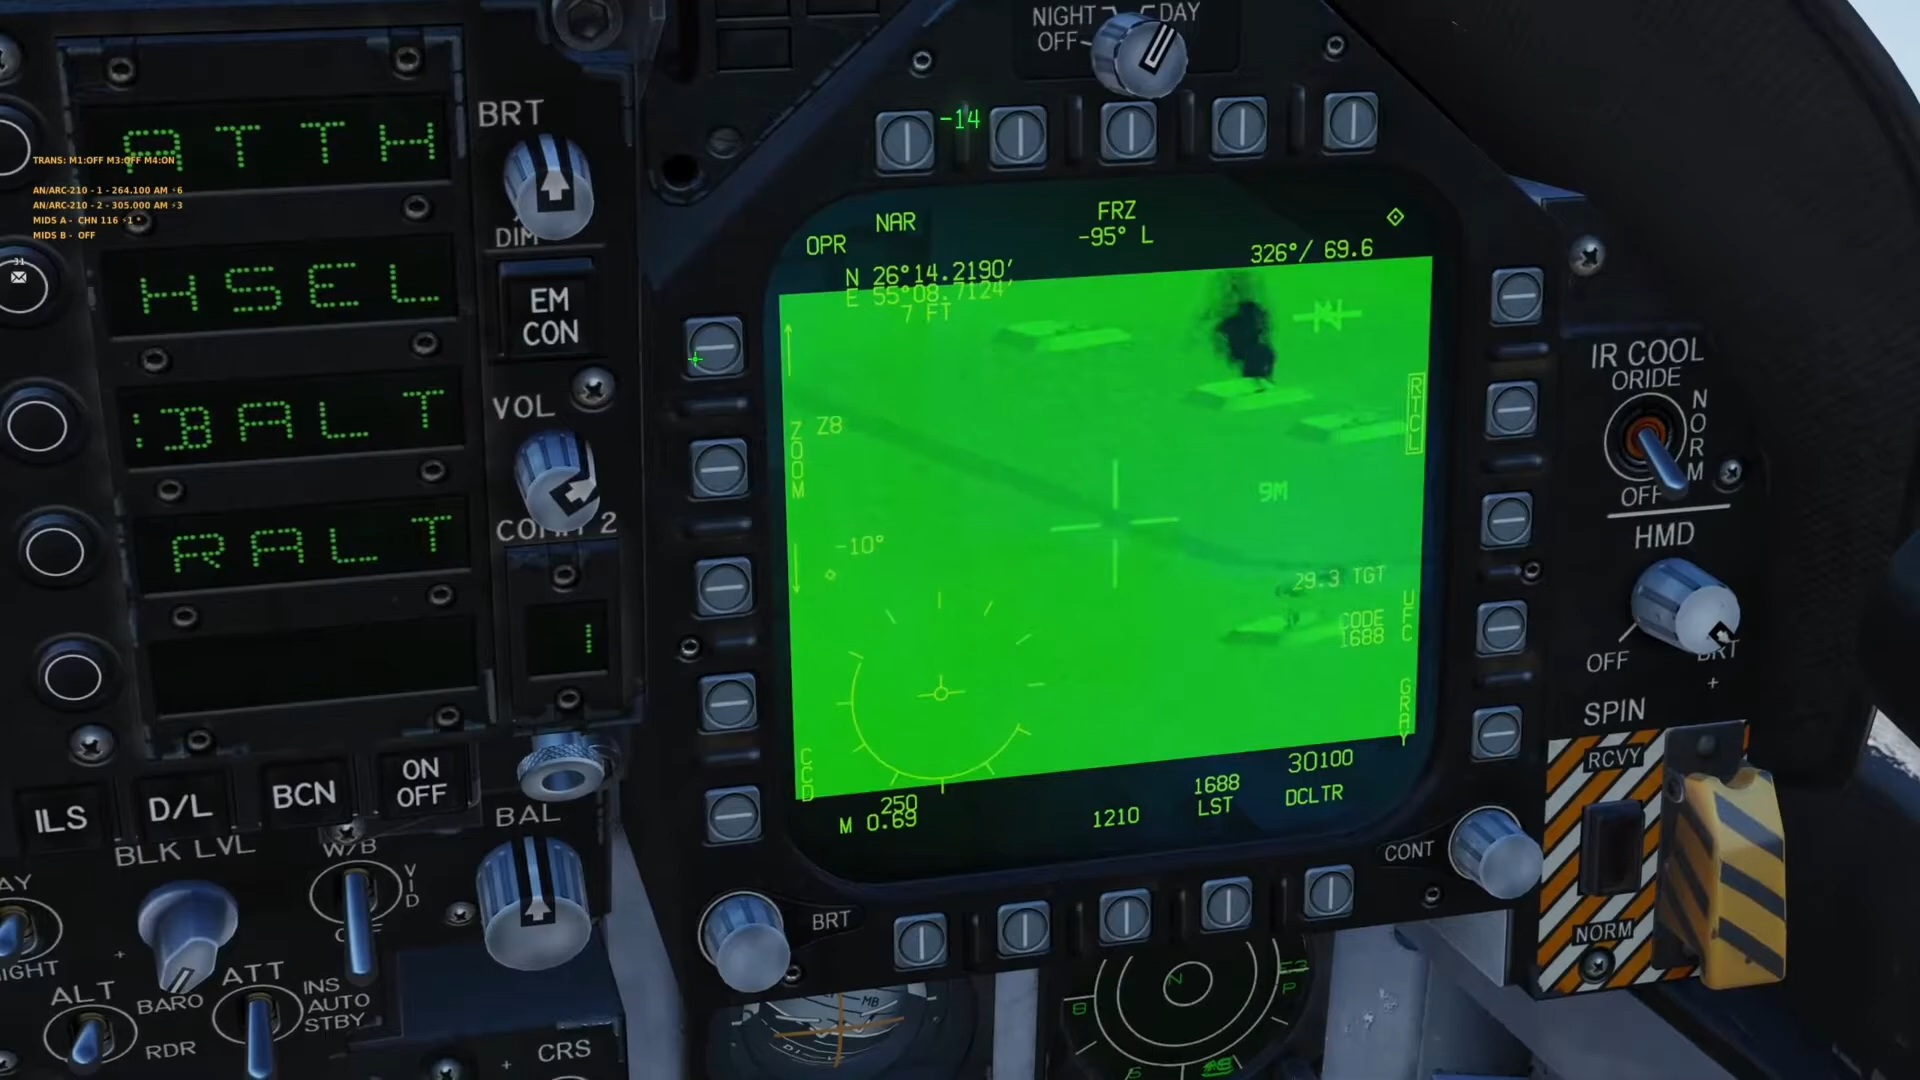 NIGHT DAY
OFF
-14
ATTH
HSEL
:BALT
RALT
TRANS: M1:OFF M3:OFF M4:ON
AN/ARC-210 - 1 - 264.100 AM
AN/ARC-210 - 2 - 305.000 AM
MIDS A - CHN 116
MIDS B - OFF
31
BRT
DIM
EM
CON
VOL
COMM 2
1
ILS
D/L
BCN
ON
OFF
BAL
BLK LVL
W/B
VID
BARO
ALT
RDR
ATT
INS
AUTO
STBY
CRS
OPR
NAR
FRZ
-95° L
326°/ 69.6
N 26°14.2190'
E 55°08.7124'
7 FT
N
RTCL
ZOOM
Z8
9M
-10°
29.3 TGT
CODE
1688
UFC
GRAY
CCD
250
M 0.69
1210
1688
LST
30100
DCLTR
BRT
CONT
IR COOL
ORIDE
NORM
OFF
HMD
OFF
BRT
SPIN
RCVY
NORM
MB
N